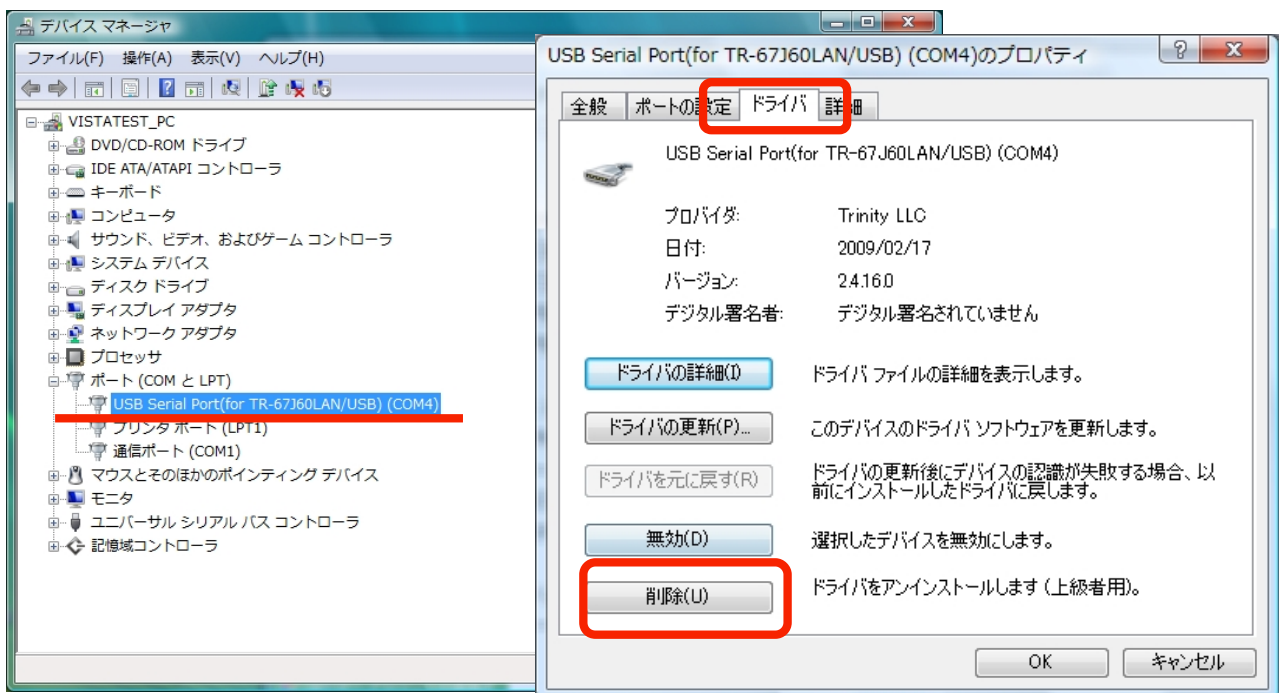 デバイス マネージャ
ファイル(F) 操作(A) 表示(V) ヘルプ(H)
VISTATEST_PC
DVD/CD-ROM ドライブ
IDE ATA/ATAPI コントローラ
キーボード
コンピュータ
サウンド、ビデオ、およびゲーム コントローラ
システム デバイス
ディスク ドライブ
ディスプレイ アダプタ
ネットワーク アダプタ
プロセッサ
ポート (COM と LPT)
USB Serial Port(for TR-67J60LAN/USB) (COM4)
プリンタ ポート (LPT1)
通信ポート (COM1)
マウスとそのほかのポインティング デバイス
モニタ
ユニバーサル シリアル バス コントローラ
記憶域コントローラ
USB Serial Port(for TR-67J60LAN/USB) (COM4)のプロパティ
全般 ポートの設定 ドライバ 詳細
USB Serial Port(for TR-67J60LAN/USB) (COM4)
プロバイダ: Trinity LLC
日付: 2009/02/17
バージョン: 2.4.16.0
デジタル署名者: デジタル署名されていません
ドライバの詳細(I) ドライバ ファイルの詳細を表示します。
ドライバの更新(P)... このデバイスのドライバ ソフトウェアを更新します。
ドライバを元に戻す(R) ドライバの更新後にデバイスの認識が失敗する場合、以
前にインストールしたドライバに戻します。
無効(D) 選択したデバイスを無効にします。
削除(U) ドライバをアンインストールします (上級者用)。
OK キャンセル